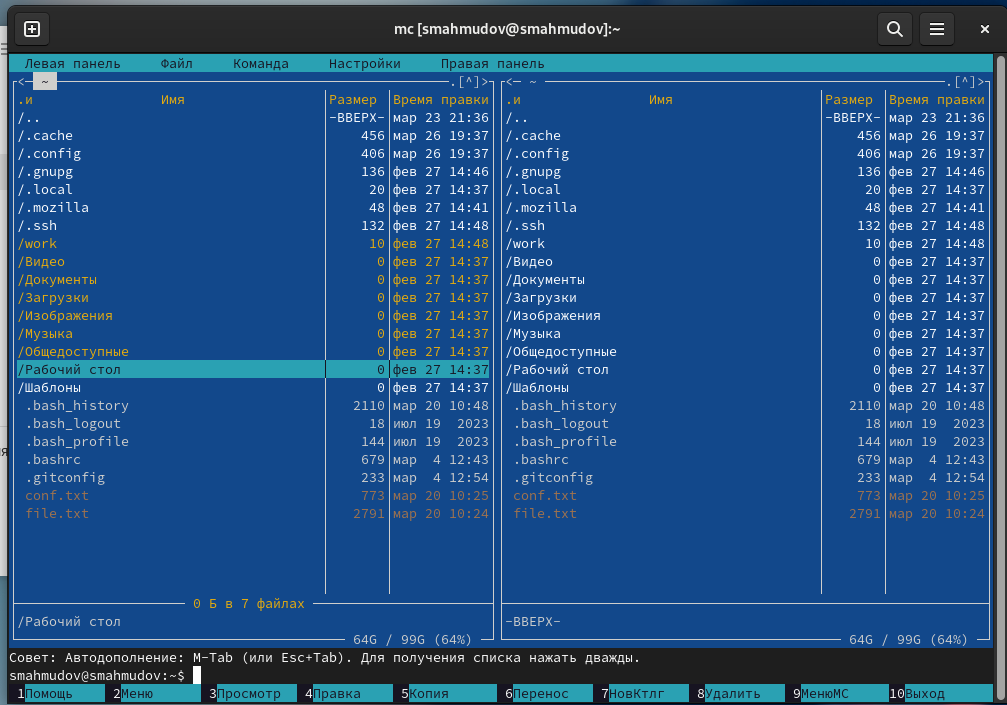 mc [smahmudov@smahmudov]:~
Левая панель Файл Команда Настройки Правая панель
<─ ~ .[^]> <─ ~ .[^]>
.и Имя Размер Время правки .и Имя Размер Время правки
/.. -ВВЕРХ- мар 23 21:36 /.. -ВВЕРХ- мар 23 21:36
/.cache 456 мар 26 19:37 /.cache 456 мар 26 19:37
/.config 406 мар 26 19:37 /.config 406 мар 26 19:37
/.gnupg 136 фев 27 14:46 /.gnupg 136 фев 27 14:46
/.local 20 фев 27 14:37 /.local 20 фев 27 14:37
/.mozilla 48 фев 27 14:41 /.mozilla 48 фев 27 14:41
/.ssh 132 фев 27 14:48 /.ssh 132 фев 27 14:48
/work 10 фев 27 14:48 /work 10 фев 27 14:48
/Видео 0 фев 27 14:37 /Видео 0 фев 27 14:37
/Документы 0 фев 27 14:37 /Документы 0 фев 27 14:37
/Загрузки 0 фев 27 14:37 /Загрузки 0 фев 27 14:37
/Изображения 0 фев 27 14:37 /Изображения 0 фев 27 14:37
/Музыка 0 фев 27 14:37 /Музыка 0 фев 27 14:37
/Общедоступные 0 фев 27 14:37 /Общедоступные 0 фев 27 14:37
/Рабочий стол 0 фев 27 14:37 /Рабочий стол 0 фев 27 14:37
/Шаблоны 0 фев 27 14:37 /Шаблоны 0 фев 27 14:37
.bash_history 2110 мар 20 10:48 .bash_history 2110 мар 20 10:48
.bash_logout 18 июл 19 2023 .bash_logout 18 июл 19 2023
.bash_profile 144 июл 19 2023 .bash_profile 144 июл 19 2023
.bashrc 679 мар 4 12:43 .bashrc 679 мар 4 12:43
.gitconfig 233 мар 4 12:54 .gitconfig 233 мар 4 12:54
conf.txt 773 мар 20 10:25 conf.txt 773 мар 20 10:25
file.txt 2791 мар 20 10:24 file.txt 2791 мар 20 10:24
0 Б в 7 файлах
/Рабочий стол -ВВЕРХ-
64G / 99G (64%) 64G / 99G (64%)
Совет: Автодополнение: M-Tab (или Esc+Tab). Для получения списка нажать дважды.
smahmudov@smahmudov:~$
1Помощь 2Меню 3Просмотр 4Правка 5Копия 6Перенос 7НовКтлг 8Удалить 9МенюMC 10Выход